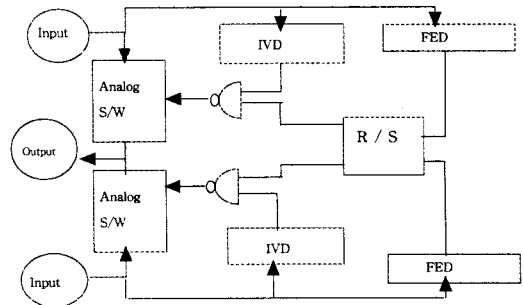 Input
IVD
FED
Analog
S/W
R / S
Output
Analog
S/W
IVD
Input
FED